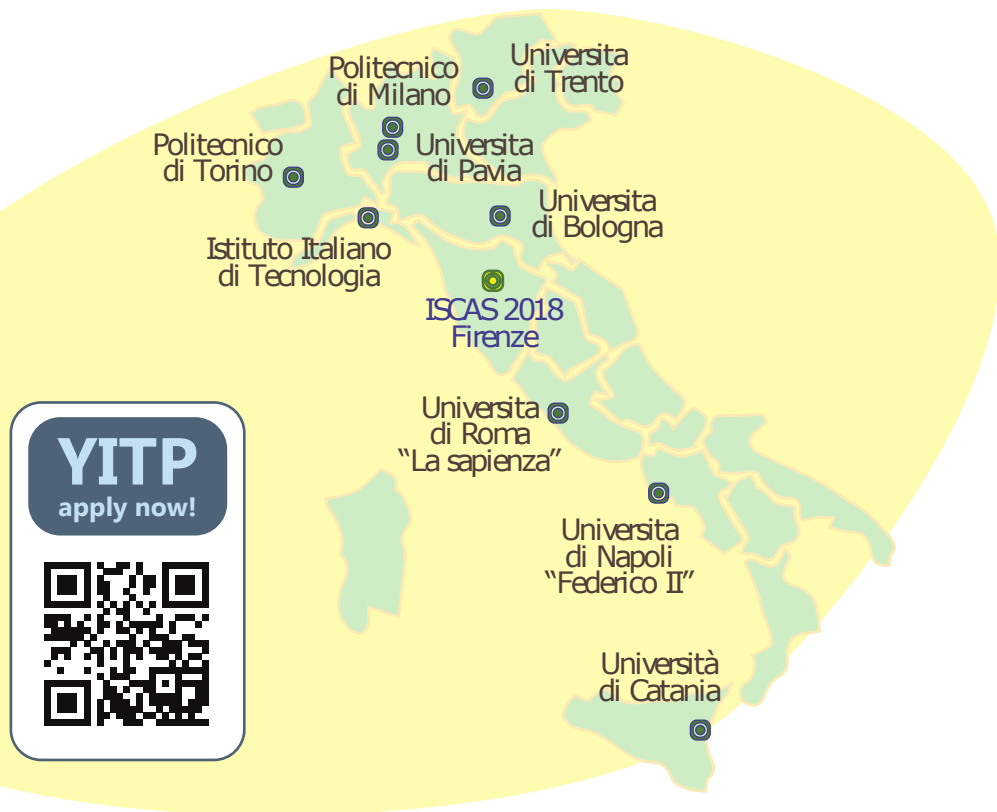 Universita
di Trento
Politecnico
di Milano
Politecnico
di Torino
Universita
di Pavia
Universita
di Bologna
Istituto Italiano
di Tecnologia
ISCAS 2018
Firenze
Universita
di Roma
“La sapienza”
YITP
apply now!
Universita
di Napoli
“Federico II”
Università
di Catania